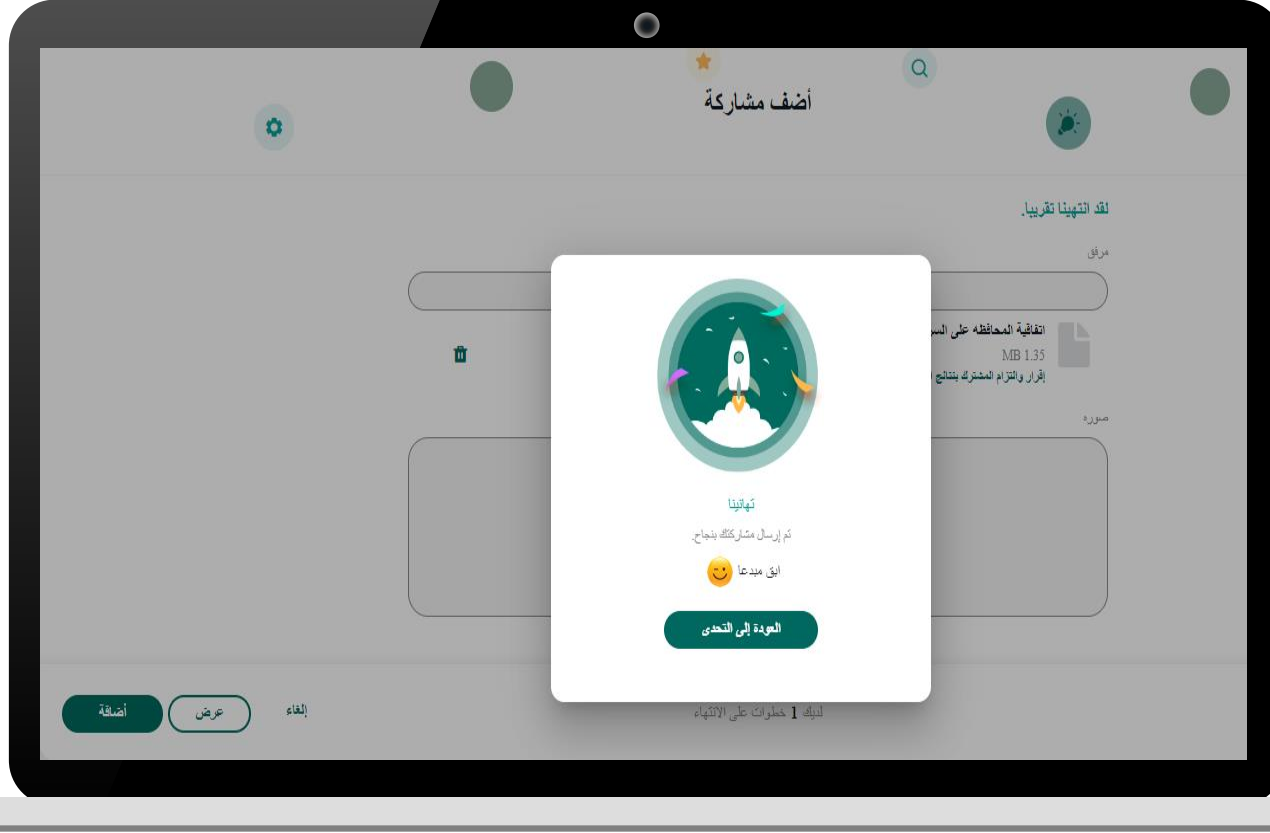 أضف مشاركة
لقد انتهينا تقريبا.
مرفق
اتفاقية المحافظه على
MB 1.35
إقرار والتزام المشترك بنتائج
صوره
تهانينا
تم إرسال مشاركتك بنجاح.
ابق مبدعا
العودة إلى التحدى
لديك 1 خطوات على الانتهاء
إلغاء
عرض
أضافة